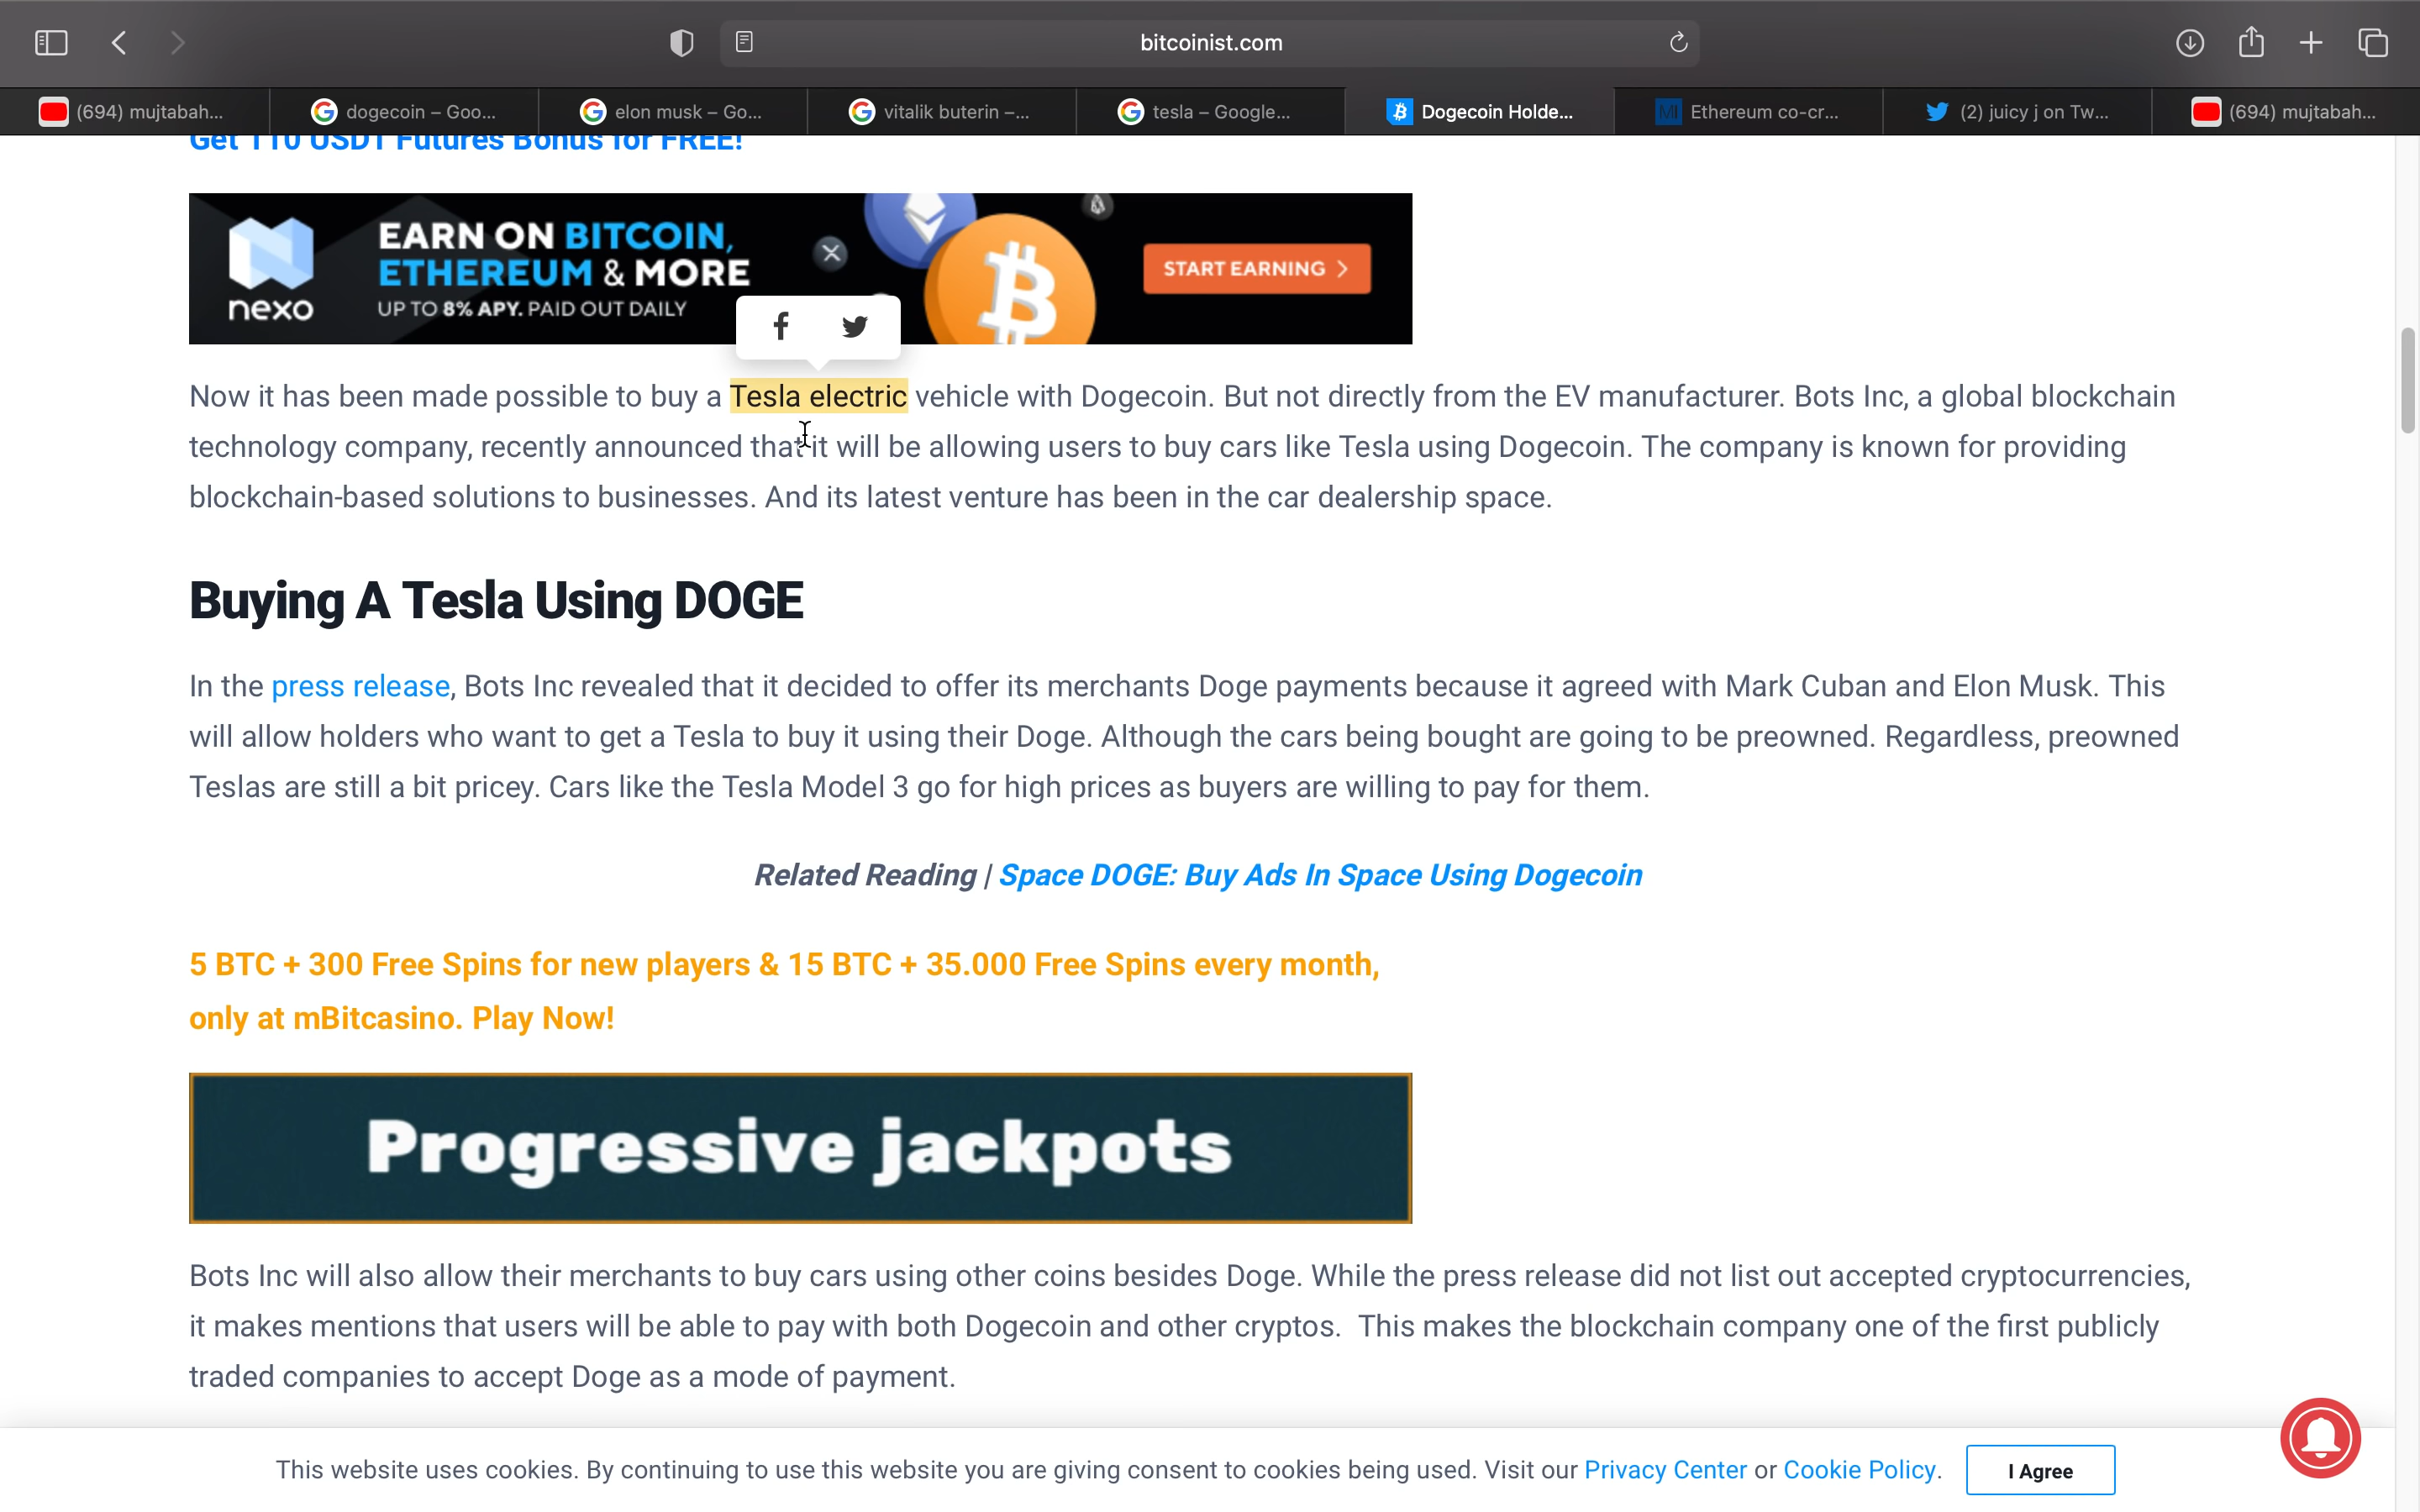 bitcoinist.com
(694) mujtabah...
dogecoin – Goo...
elon musk – Go...
vitalik buterin –...
tesla – Google...
Dogecoin Holde...
MI Ethereum co-cr...
(2) juicy j on Tw...
(694) mujtabah...
Get 110 USDT Futures Bonus for FREE!
nexo
EARN ON BITCOIN,
ETHEREUM & MORE
UP TO 8% APY. PAID OUT DAILY
START EARNING >
Now it has been made possible to buy a Tesla electric vehicle with Dogecoin. But not directly from the EV manufacturer. Bots Inc, a global blockchain
technology company, recently announced that it will be allowing users to buy cars like Tesla using Dogecoin. The company is known for providing
blockchain-based solutions to businesses. And its latest venture has been in the car dealership space.
Buying A Tesla Using DOGE
In the press release, Bots Inc revealed that it decided to offer its merchants Doge payments because it agreed with Mark Cuban and Elon Musk. This
will allow holders who want to get a Tesla to buy it using their Doge. Although the cars being bought are going to be preowned. Regardless, preowned
Teslas are still a bit pricey. Cars like the Tesla Model 3 go for high prices as buyers are willing to pay for them.
Related Reading | Space DOGE: Buy Ads In Space Using Dogecoin
5 BTC + 300 Free Spins for new players & 15 BTC + 35.000 Free Spins every month,
only at mBitcasino. Play Now!
Progressive jackpots
Bots Inc will also allow their merchants to buy cars using other coins besides Doge. While the press release did not list out accepted cryptocurrencies,
it makes mentions that users will be able to pay with both Dogecoin and other cryptos. This makes the blockchain company one of the first publicly
traded companies to accept Doge as a mode of payment.
This website uses cookies. By continuing to use this website you are giving consent to cookies being used. Visit our Privacy Center or Cookie Policy.
I Agree